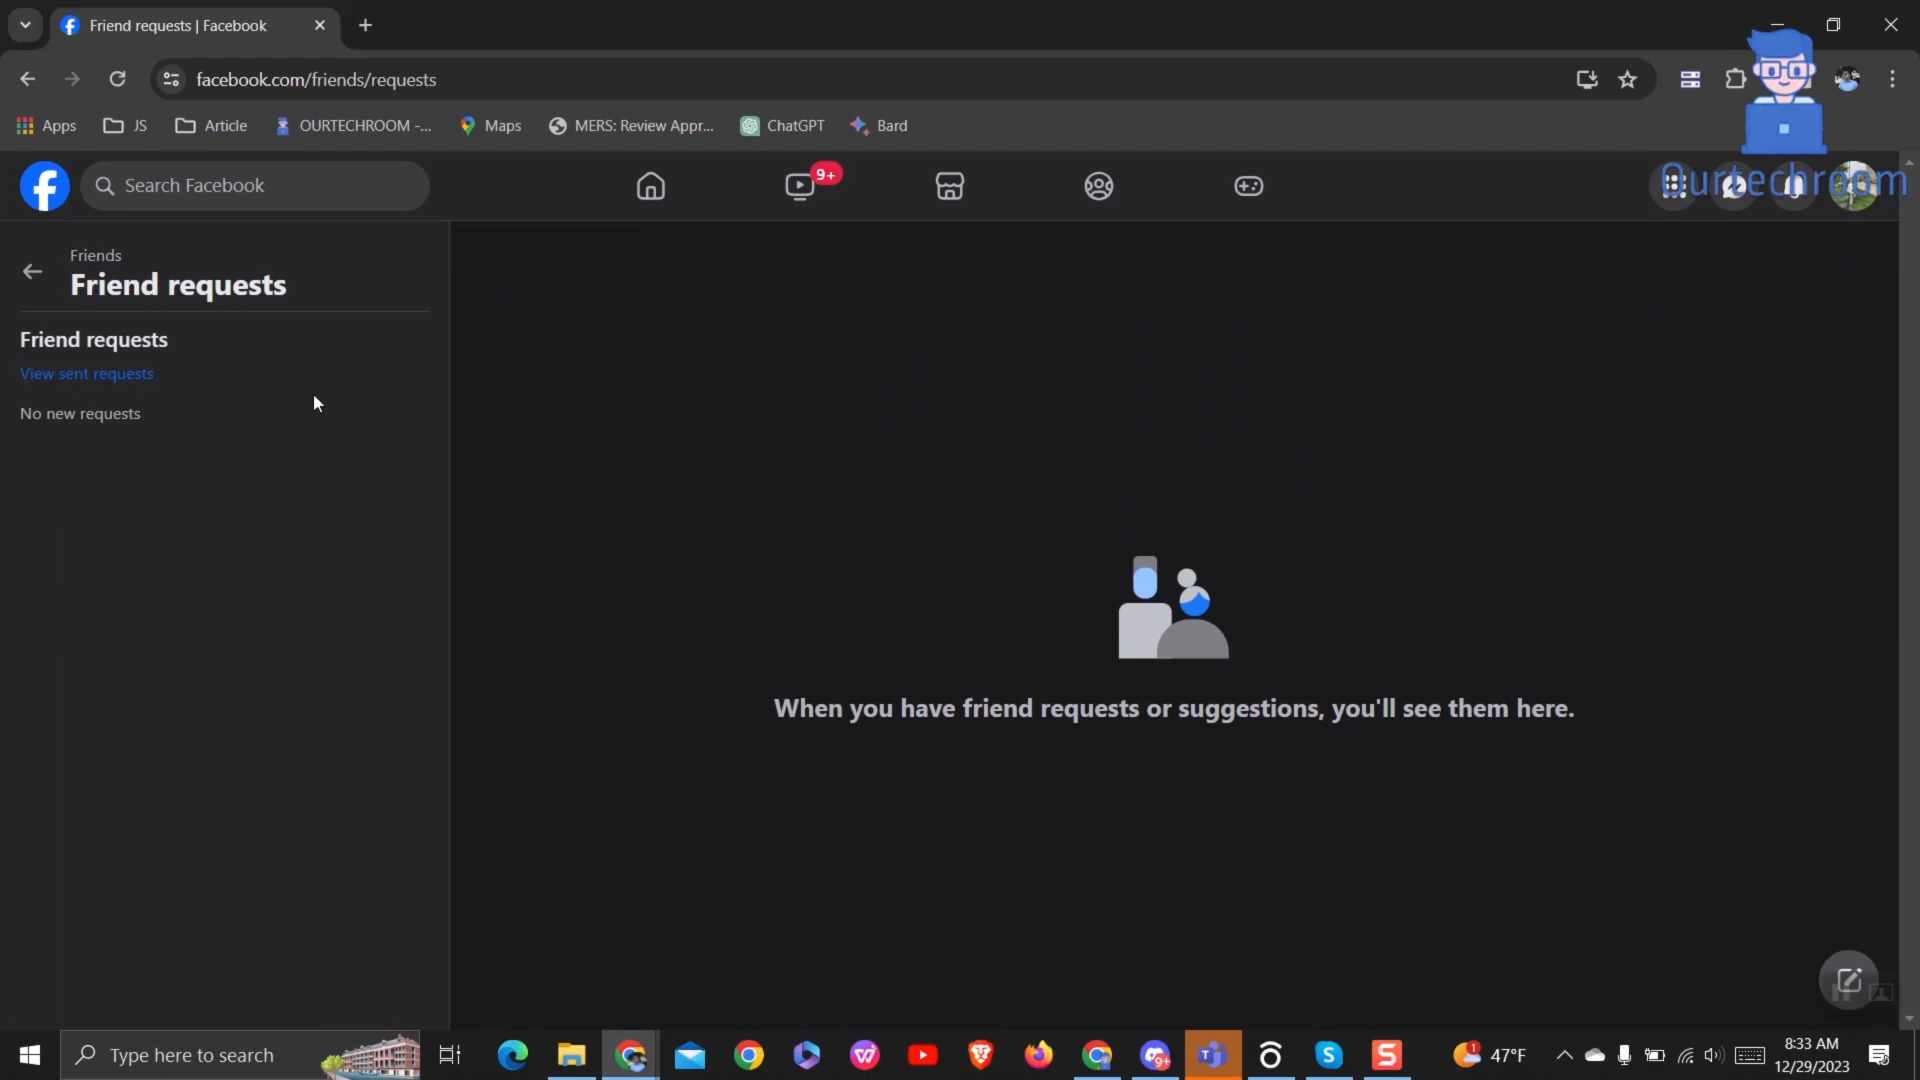 Friend requests | Facebook
facebook.com/friends/requests
Apps
JS
Article
OURTECHROOM -...
Maps
MERS: Review Appr...
ChatGPT
Bard
Search Facebook
9+
Ourtechroom
Friends
Friend requests
Friend requests
View sent requests
No new requests
When you have friend requests or suggestions, you'll see them here.
Type here to search
9+
1
47°F
8:33 AM
12/29/2023